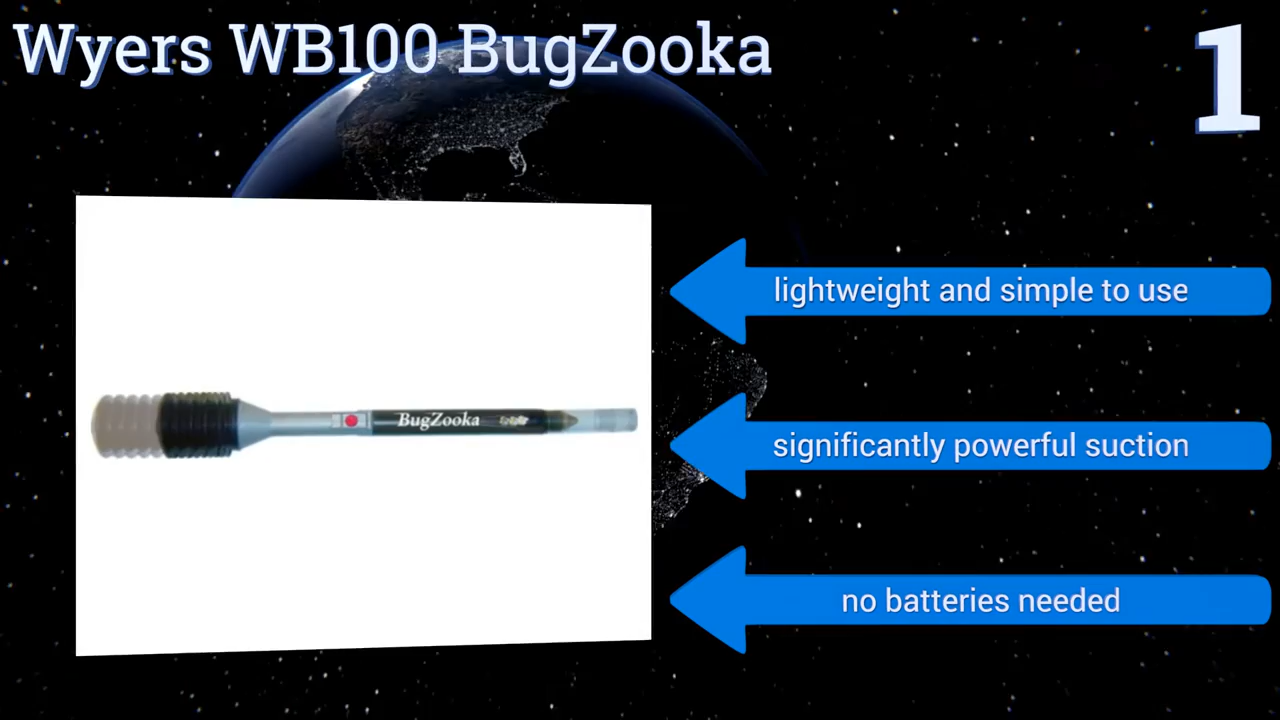 Wyers WB100 BugZooka
1
lightweight and simple to use
BugZooka
significantly powerful suction
no batteries needed